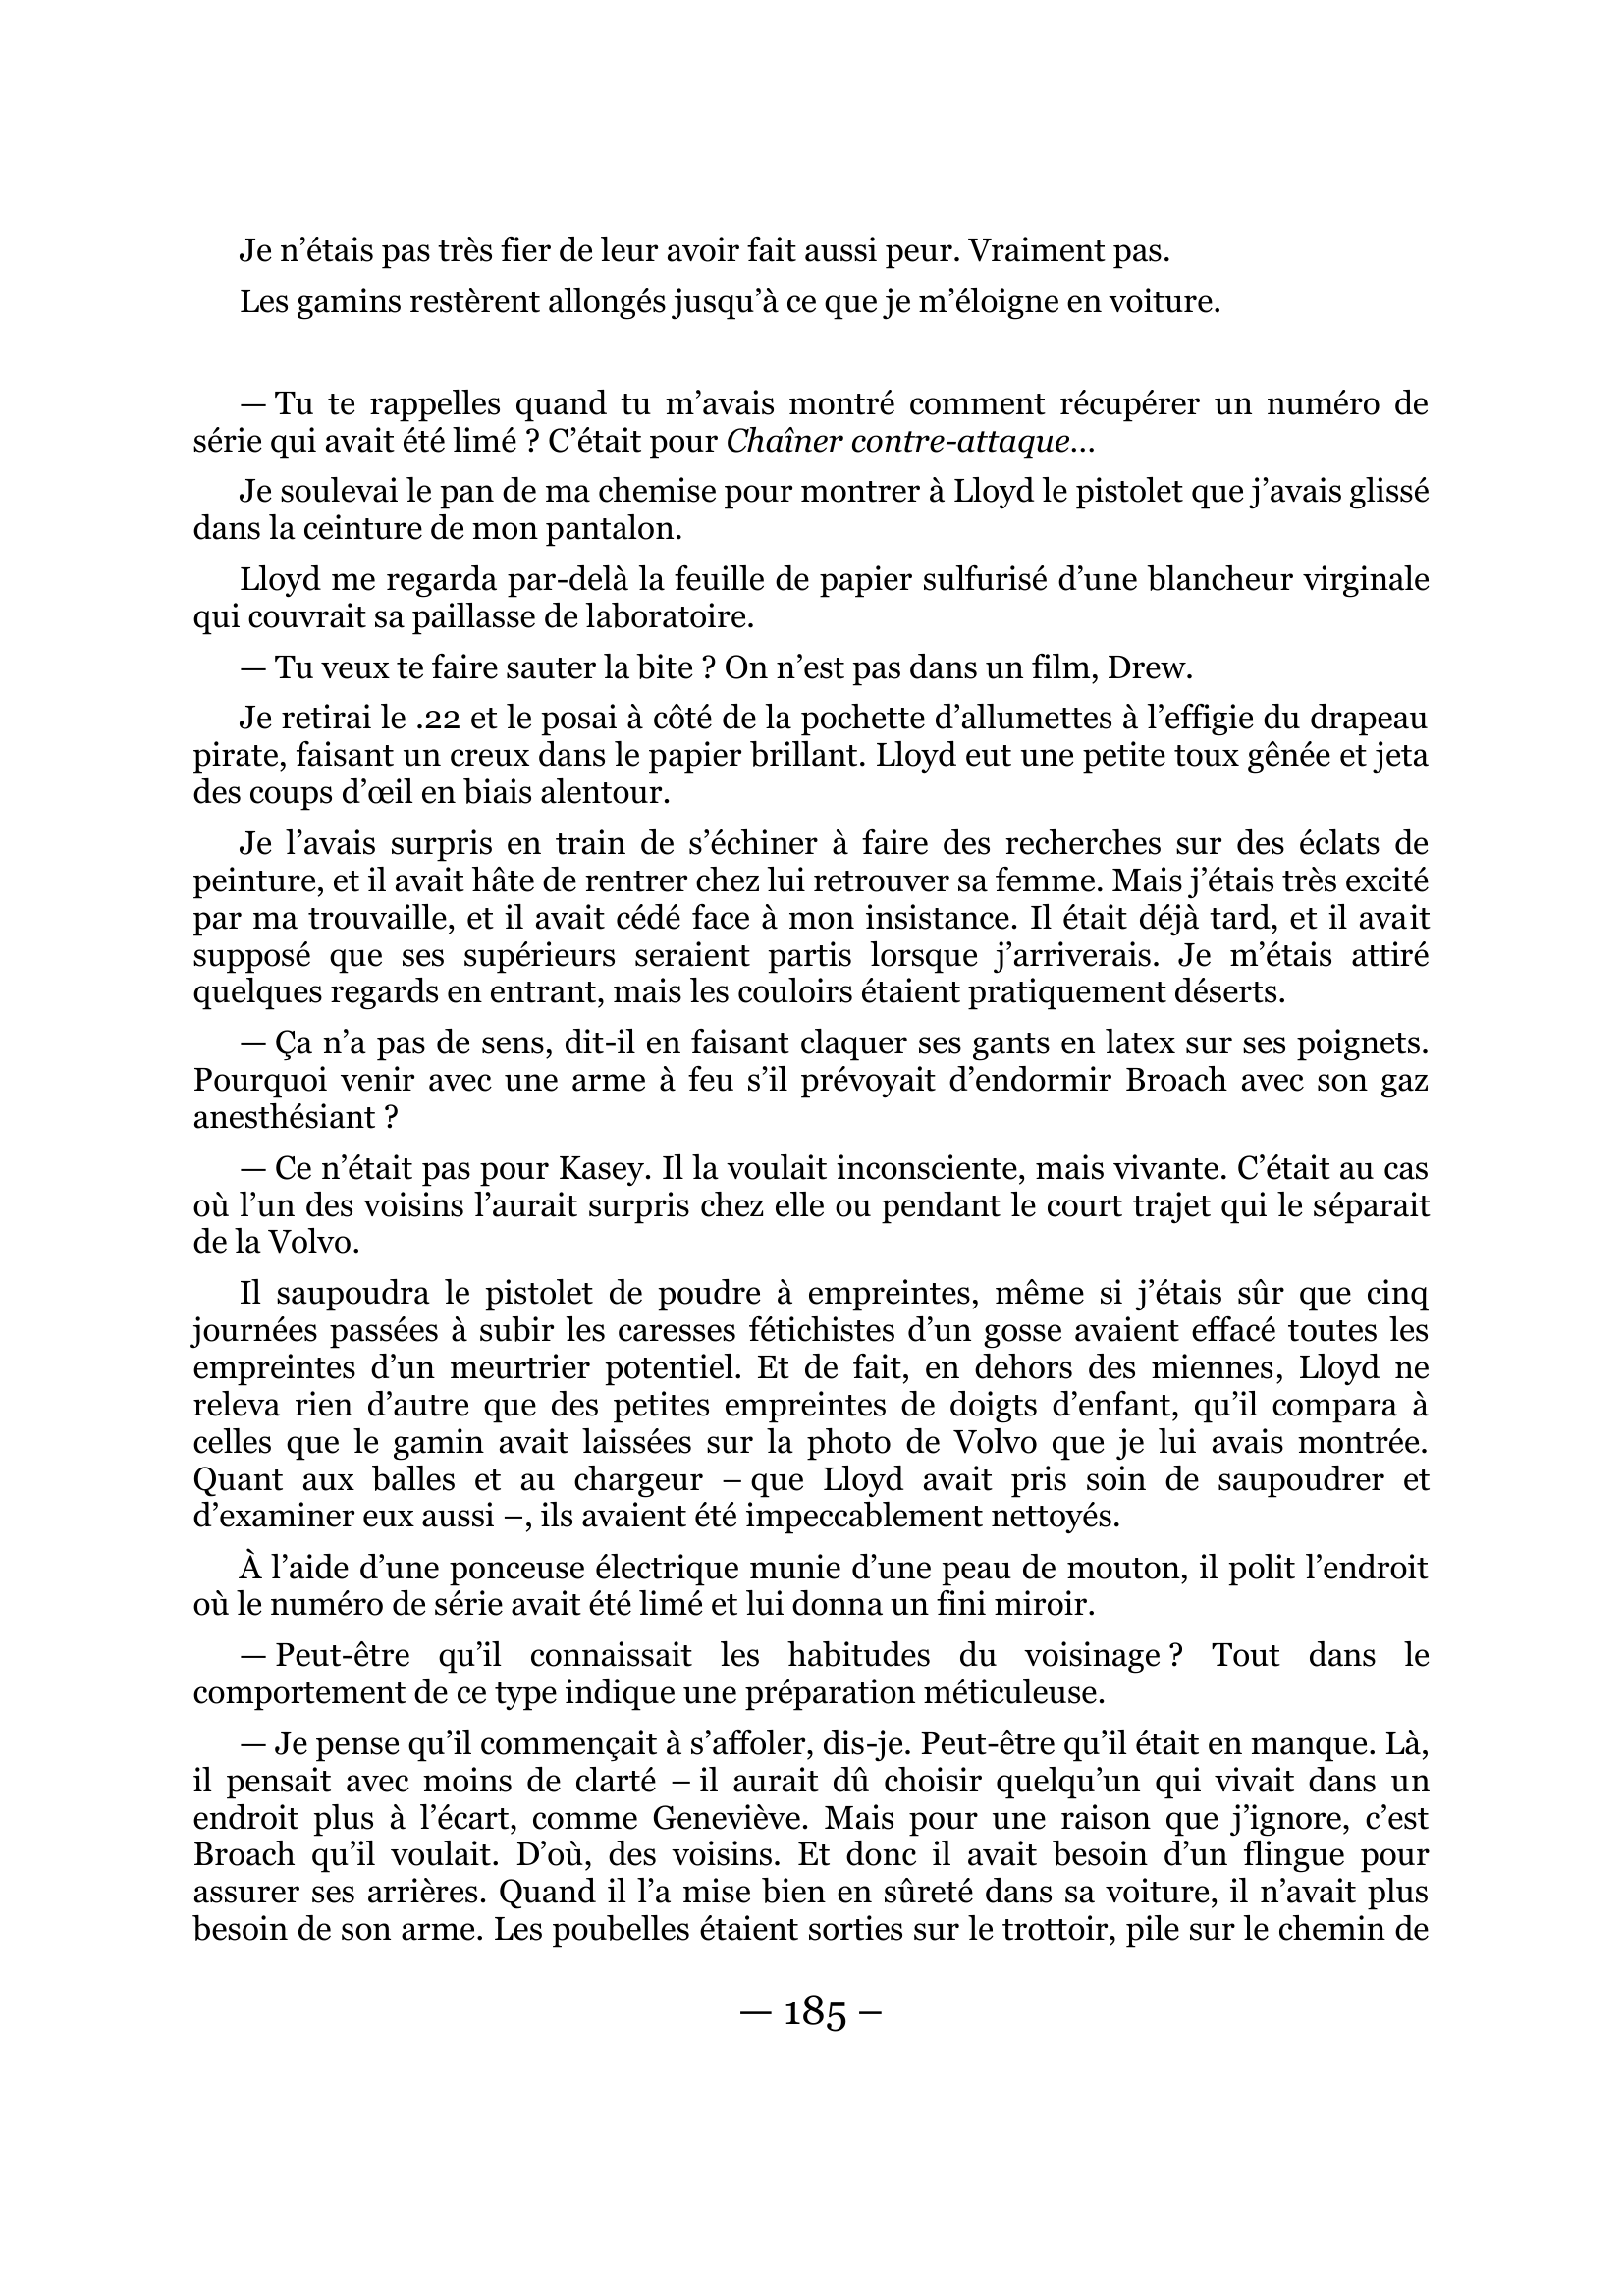 Je n’étais pas très fier de leur avoir fait aussi peur. Vraiment pas.
Les gamins restèrent allongés jusqu’à ce que je m’éloigne en voiture.
— Tu te rappelles quand tu m’avais montré comment récupérer un numéro de
série qui avait été limé ? C’était pour Chaîner contre-attaque…
Je soulevai le pan de ma chemise pour montrer à Lloyd le pistolet que j’avais glissé
dans la ceinture de mon pantalon.
Lloyd me regarda par-delà la feuille de papier sulfurisé d’une blancheur virginale
qui couvrait sa paillasse de laboratoire.
— Tu veux te faire sauter la bite ? On n’est pas dans un film, Drew.
Je retirai le .22 et le posai à côté de la pochette d’allumettes à l’effigie du drapeau
pirate, faisant un creux dans le papier brillant. Lloyd eut une petite toux gênée et jeta
des coups d’œil en biais alentour.
Je l’avais surpris en train de s’échiner à faire des recherches sur des éclats de
peinture, et il avait hâte de rentrer chez lui retrouver sa femme. Mais j’étais très excité
par ma trouvaille, et il avait cédé face à mon insistance. Il était déjà tard, et il avait
supposé que ses supérieurs seraient partis lorsque j’arriverais. Je m’étais attiré
quelques regards en entrant, mais les couloirs étaient pratiquement déserts.
— Ça n’a pas de sens, dit-il en faisant claquer ses gants en latex sur ses poignets.
Pourquoi venir avec une arme à feu s’il prévoyait d’endormir Broach avec son gaz
anesthésiant ?
— Ce n’était pas pour Kasey. Il la voulait inconsciente, mais vivante. C’était au cas
où l’un des voisins l’aurait surpris chez elle ou pendant le court trajet qui le séparait
de la Volvo.
Il saupoudra le pistolet de poudre à empreintes, même si j’étais sûr que cinq
journées passées à subir les caresses fétichistes d’un gosse avaient effacé toutes les
empreintes d’un meurtrier potentiel. Et de fait, en dehors des miennes, Lloyd ne
releva rien d’autre que des petites empreintes de doigts d’enfant, qu’il compara à
celles que le gamin avait laissées sur la photo de Volvo que je lui avais montrée.
Quant aux balles et au chargeur – que Lloyd avait pris soin de saupoudrer et
d’examiner eux aussi –, ils avaient été impeccablement nettoyés.
À l’aide d’une ponceuse électrique munie d’une peau de mouton, il polit l’endroit
où le numéro de série avait été limé et lui donna un fini miroir.
— Peut-être qu’il connaissait les habitudes du voisinage ? Tout dans le
comportement de ce type indique une préparation méticuleuse.
— Je pense qu’il commençait à s’affoler, dis-je. Peut-être qu’il était en manque. Là,
il pensait avec moins de clarté – il aurait dû choisir quelqu’un qui vivait dans un
endroit plus à l’écart, comme Geneviève. Mais pour une raison que j’ignore, c’est
Broach qu’il voulait. D’où, des voisins. Et donc il avait besoin d’un flingue pour
assurer ses arrières. Quand il l’a mise bien en sûreté dans sa voiture, il n’avait plus
besoin de son arme. Les poubelles étaient sorties sur le trottoir, pile sur le chemin de
— 185 –